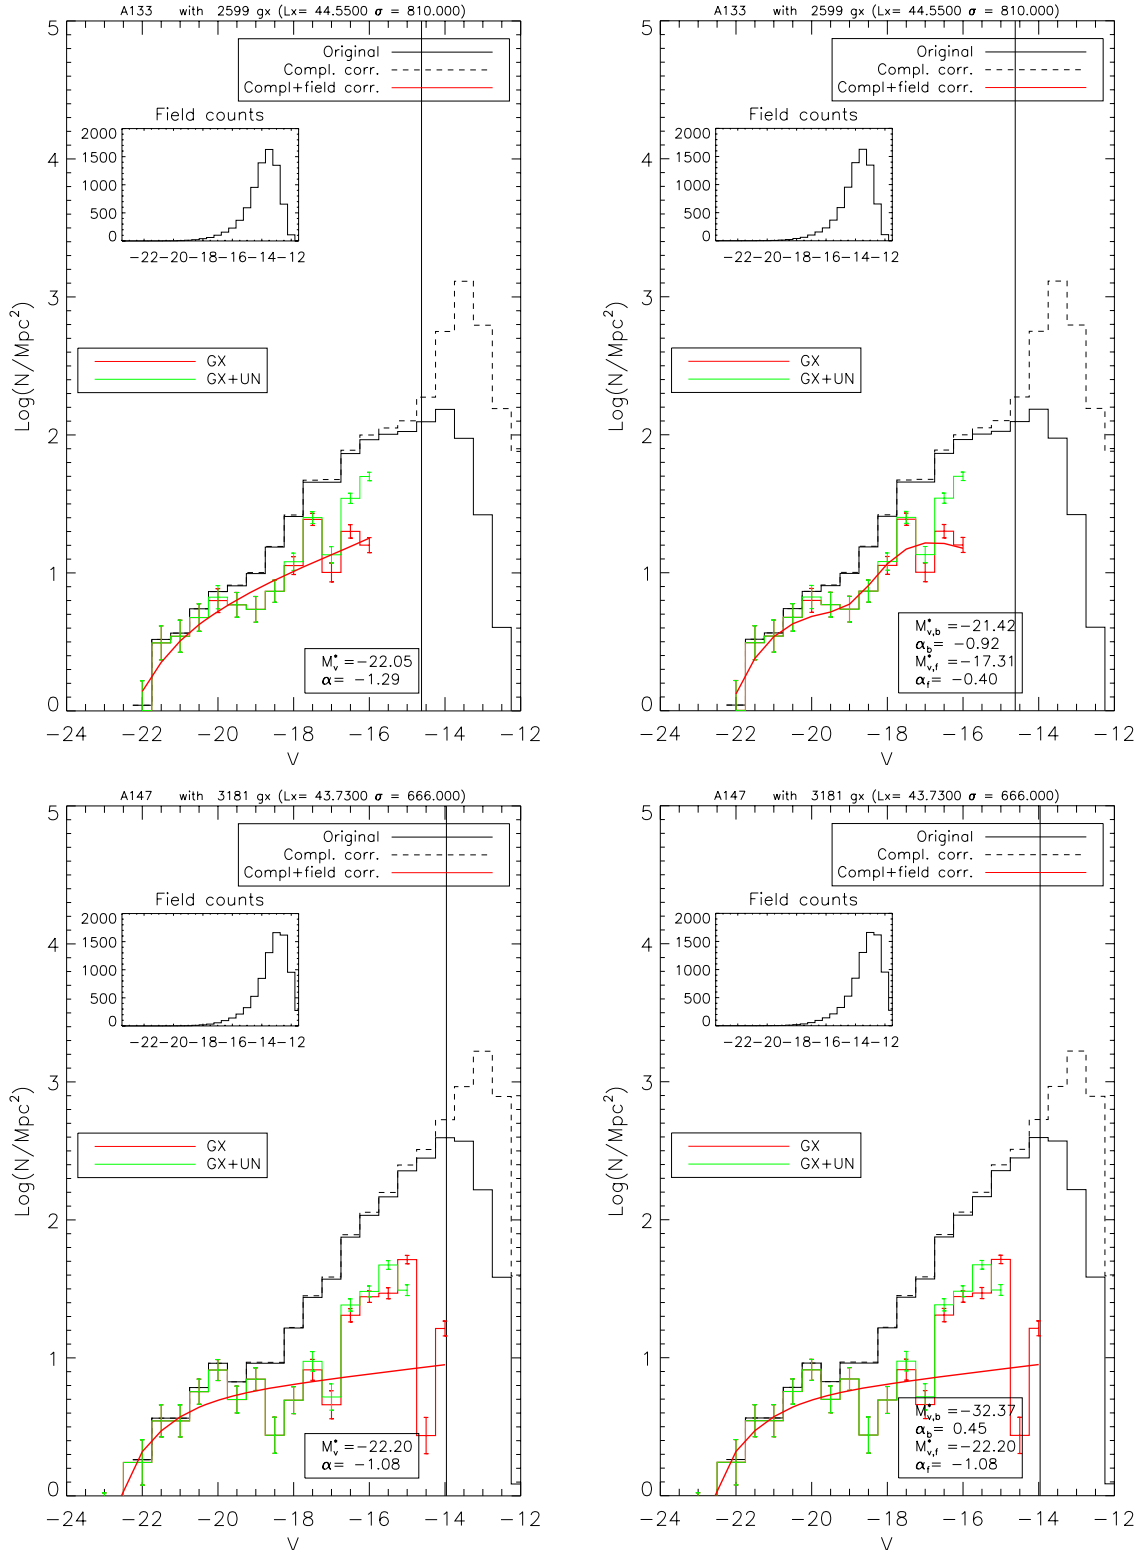 A133 with 2599 gx (Lx= 44.5500 σ = 810.000)
Original
Compl. corr.
Compl+field corr.
Field counts
2000
1500
1000
500
0
−22−20−18−16−14−12
GX
GX+UN
Log(N/Mpc²)
5
4
3
2
1
0
M*v =−22.05
α= −1.29
−24 −22 −20 −18 −16 −14 −12
V
A133 with 2599 gx (Lx= 44.5500 σ = 810.000)
Original
Compl. corr.
Compl+field corr.
Field counts
2000
1500
1000
500
0
−22−20−18−16−14−12
GX
GX+UN
Log(N/Mpc²)
5
4
3
2
1
0
M*v,b =−21.42
αb= −0.92
M*v,f =−17.31
αf= −0.40
−24 −22 −20 −18 −16 −14 −12
V
A147 with 3181 gx (Lx= 43.7300 σ = 666.000)
Original
Compl. corr.
Compl+field corr.
Field counts
2000
1500
1000
500
0
−22−20−18−16−14−12
GX
GX+UN
Log(N/Mpc²)
5
4
3
2
1
0
M*v =−22.20
α= −1.08
−24 −22 −20 −18 −16 −14 −12
V
A147 with 3181 gx (Lx= 43.7300 σ = 666.000)
Original
Compl. corr.
Compl+field corr.
Field counts
2000
1500
1000
500
0
−22−20−18−16−14−12
GX
GX+UN
Log(N/Mpc²)
5
4
3
2
1
0
M*v,b =−32.37
αb= 0.45
M*v,f =−22.20
αf= −1.08
−24 −22 −20 −18 −16 −14 −12
V